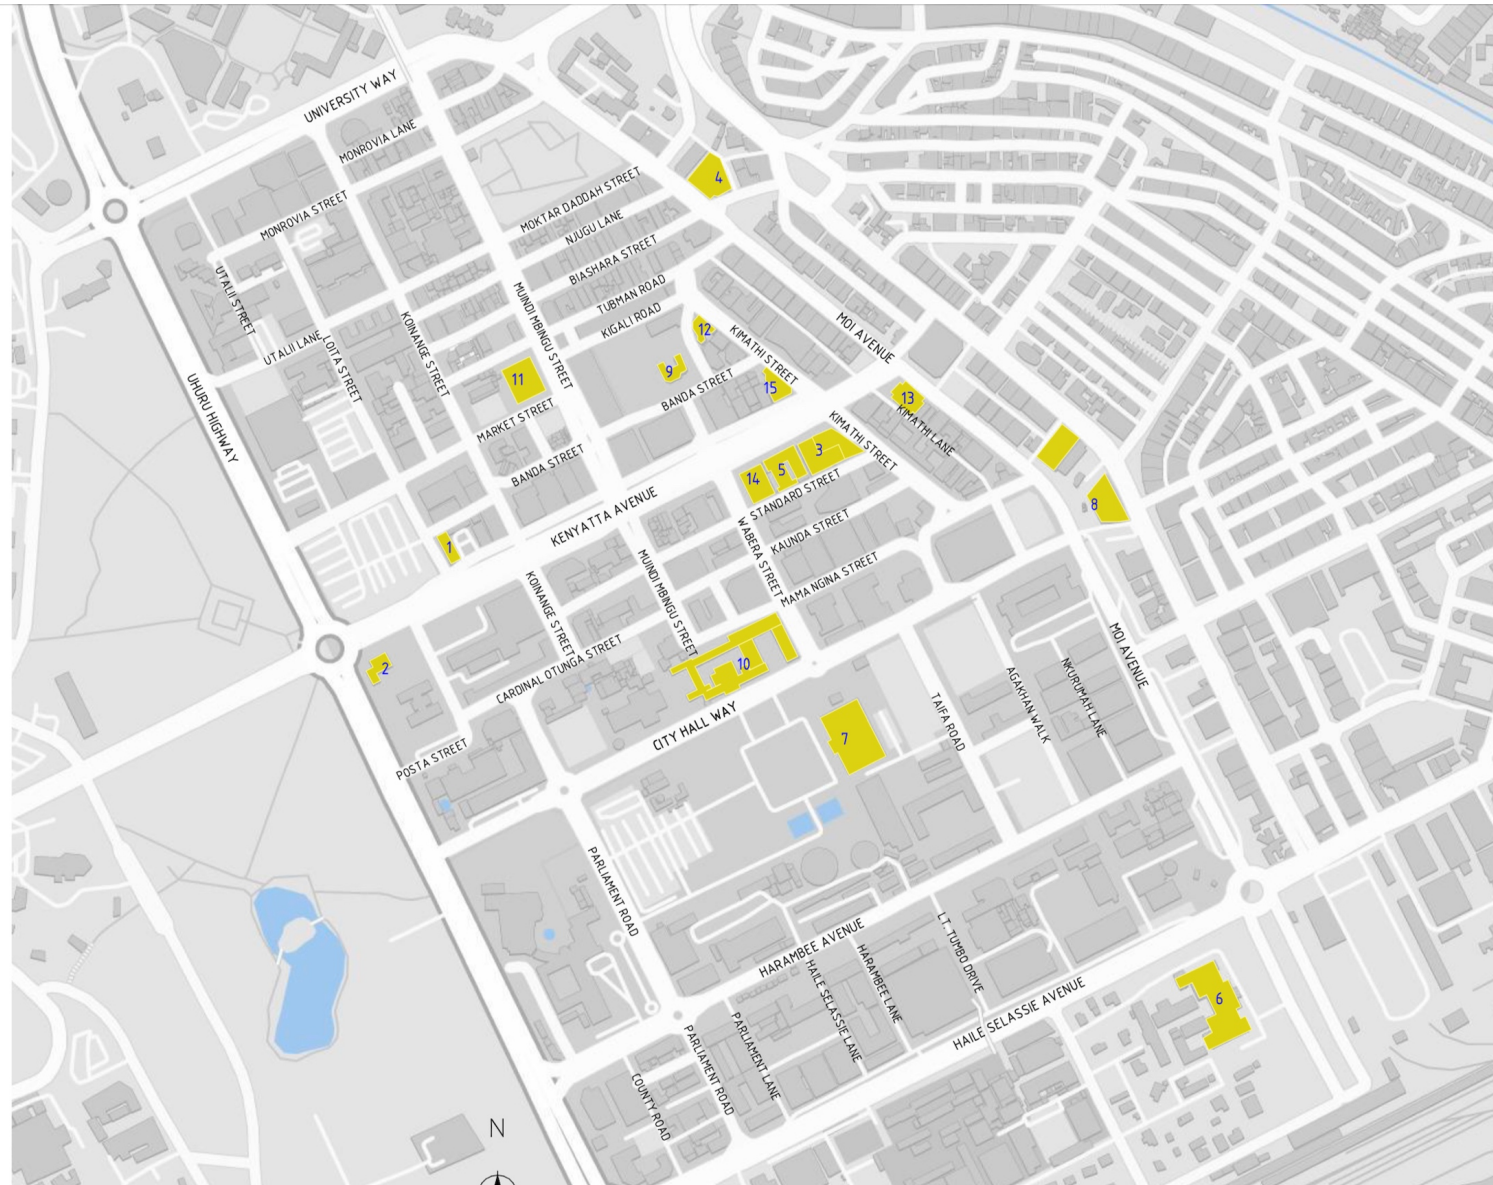 UNIVERSITY WAY
MONROVIA LANE
MONROVIA STREET
4
MOKTAR DADDAH STREET
NJUGU LANE
BIASHARA STREET
TUBMAN ROAD
KIGALI ROAD
UTALII STREET
UTALII LANE
LOITA STREET
KOINANGE STREET
MUINDI MBINGU STREET
12
KIMATHI STREET
MOI AVENUE
9
BANDA STREET
15
11
MARKET STREET
13
KIMATHI LANE
UHURU HIGHWAY
BANDA STREET
KIMATHI STREET
3
5
14
STANDARD STREET
8
KENYATTA AVENUE
1
WABERA STREET
KAUNDA STREET
MAMA NGINA STREET
KOINANGE STREET
MUINDI MBINGU STREET
2
CARDINAL OTUNGA STREET
10
MOI AVENUE
CITY HALL WAY
7
TAIFA ROAD
AGAKHAN WALK
NKURUMAH LANE
POSTA STREET
PARLIAMENT ROAD
HARAMBEE AVENUE
HAILE SELASSIE LANE
HARAMBEE LANE
LT. TUMBO DRIVE
6
HAILE SELASSIE AVENUE
PARLIAMENT ROAD
PARLIAMENT LANE
COUNTY ROAD
N